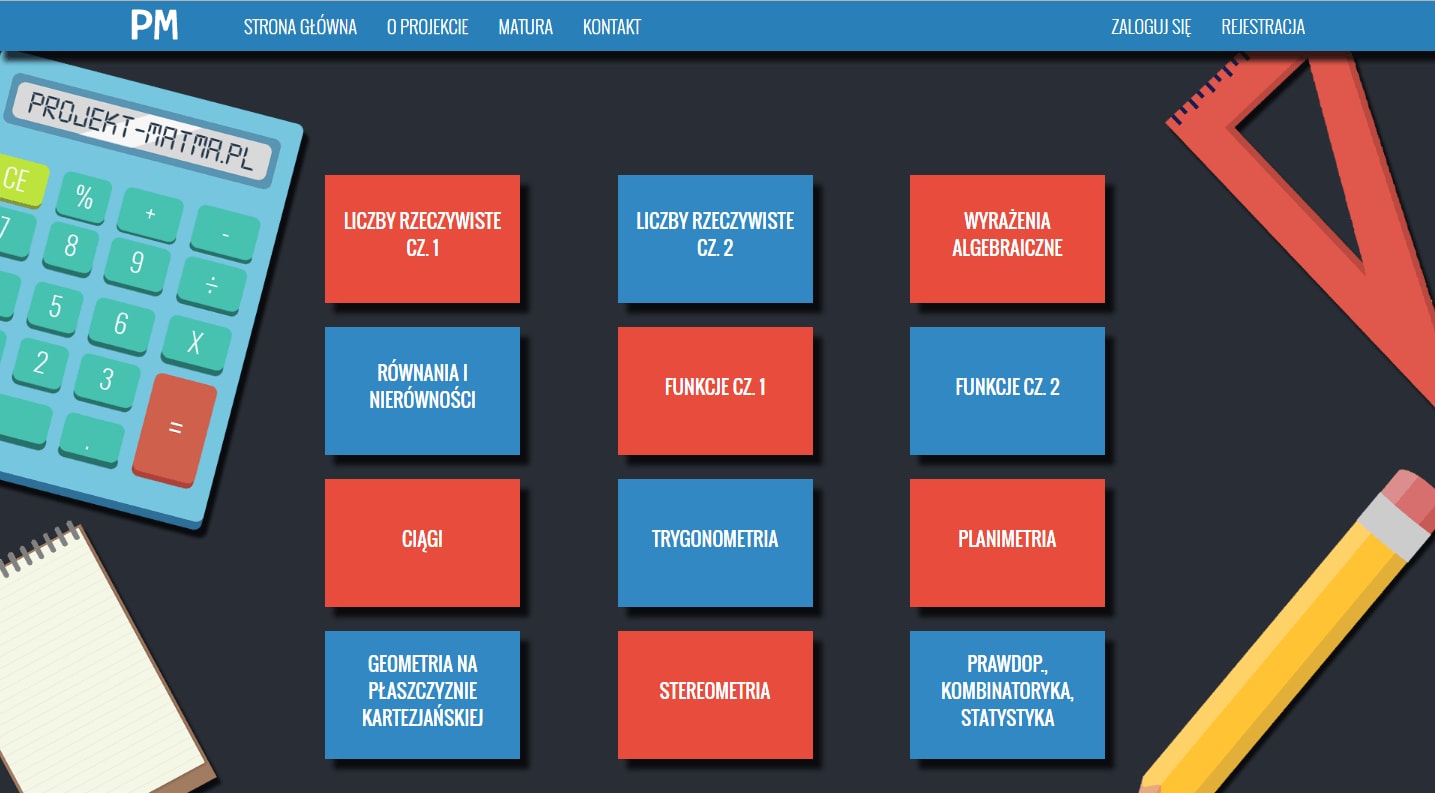 PM
STRONA GŁÓWNA
O PROJEKCIE
MATURA
KONTAKT
ZALOGUJ SIĘ
REJESTRACJA
PROJEKT-MATMA.PL
CE
%
+
-
7
8
9
÷
5
6
X
2
3
=
.
LICZBY RZECZYWISTE
CZ. 1
LICZBY RZECZYWISTE
CZ. 2
WYRAŻENIA
ALGEBRAICZNE
RÓWNANIA I
NIERÓWNOŚCI
FUNKCJE CZ. 1
FUNKCJE CZ. 2
CIĄGI
TRYGONOMETRIA
PLANIMETRIA
GEOMETRIA NA
PŁASZCZYZNIE
KARTEZJAŃSKIEJ
STEREOMETRIA
PRAWDOP.,
KOMBINATORYKA,
STATYSTYKA